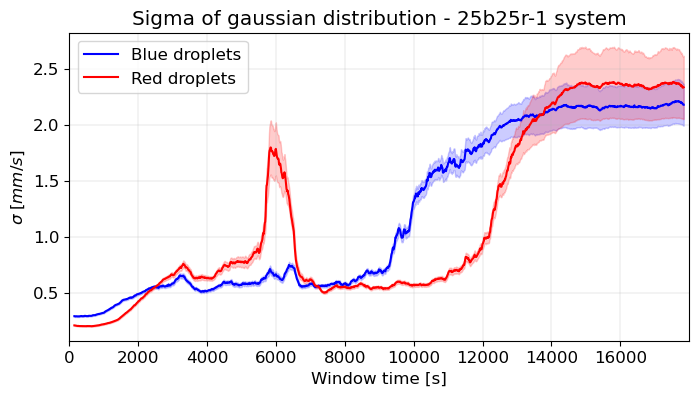 Sigma of gaussian distribution - 25b25r-1 system
Blue droplets
Red droplets
2.5
2.0
1.5
1.0
0.5
σ [mm/s]
0 2000 4000 6000 8000 10000 12000 14000 16000
Window time [s]